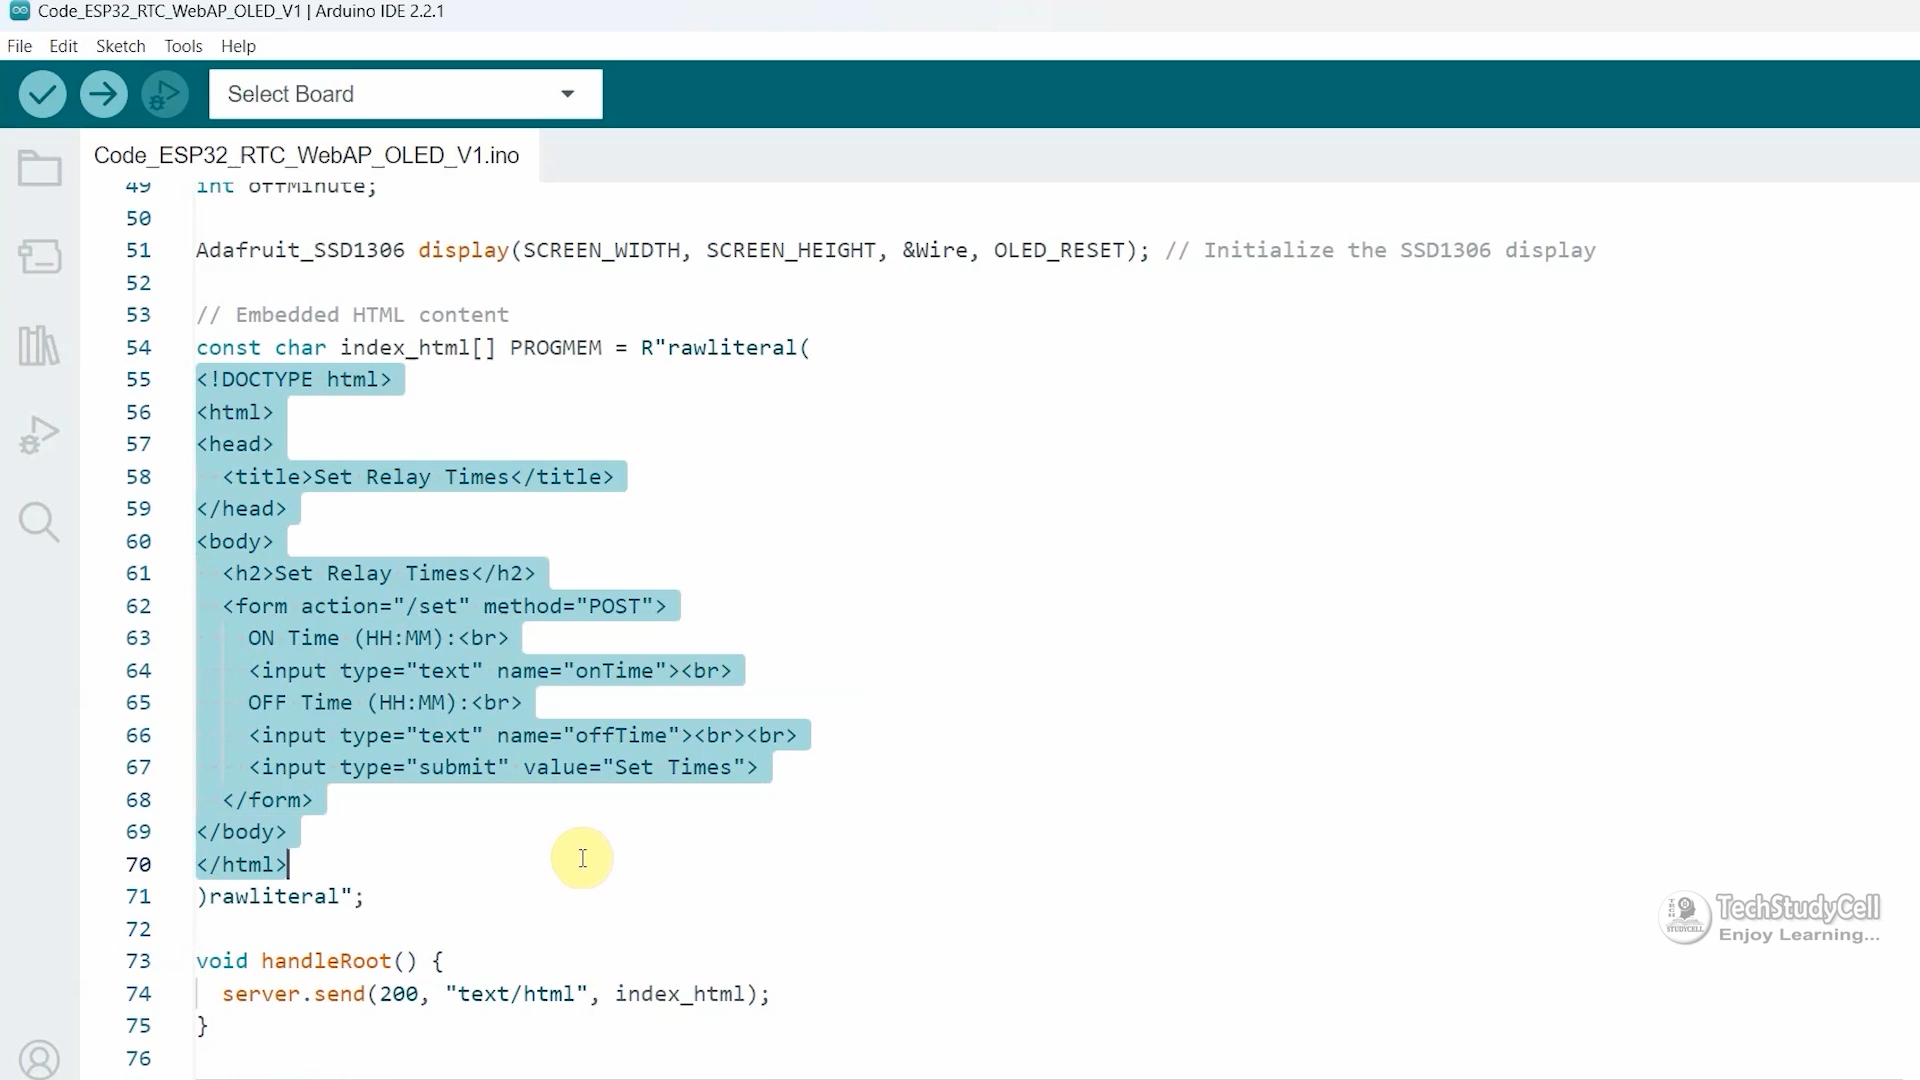 Code_ESP32_RTC_WebAP_OLED_V1 | Arduino IDE 2.2.1
File Edit Sketch Tools Help
Select Board
Code_ESP32_RTC_WebAP_OLED_V1.ino
49 int offMinute;
50
51 Adafruit_SSD1306 display(SCREEN_WIDTH, SCREEN_HEIGHT, &Wire, OLED_RESET); // Initialize the SSD1306 display
52
53 // Embedded HTML content
54 const char index_html[] PROGMEM = R"rawliteral(
55 <!DOCTYPE html>
56 <html>
57 <head>
58 <title>Set Relay Times</title>
59 </head>
60 <body>
61 <h2>Set Relay Times</h2>
62 <form action="/set" method="POST">
63 ON Time (HH:MM):<br>
64 <input type="text" name="onTime"><br>
65 OFF Time (HH:MM):<br>
66 <input type="text" name="offTime"><br><br>
67 <input type="submit" value="Set Times">
68 </form>
69 </body>
70 </html>
71 )rawliteral";
72
73 void handleRoot() {
74 server.send(200, "text/html", index_html);
75 }
76
TECH STUDYCELL
TechStudyCell
Enjoy Learning...